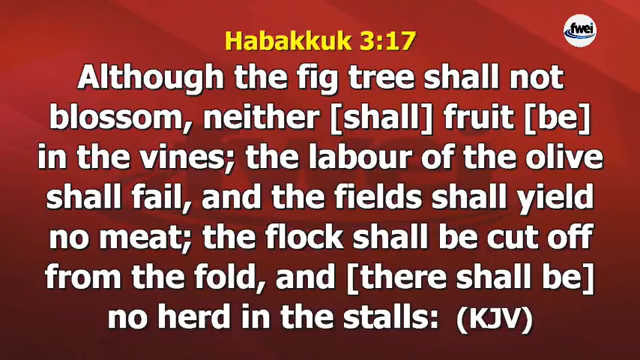 fwei
Habakkuk 3:17
Although the fig tree shall not
blossom, neither [shall] fruit [be]
in the vines; the labour of the olive
shall fail, and the fields shall yield
no meat; the flock shall be cut off
from the fold, and [there shall be]
no herd in the stalls: (KJV)